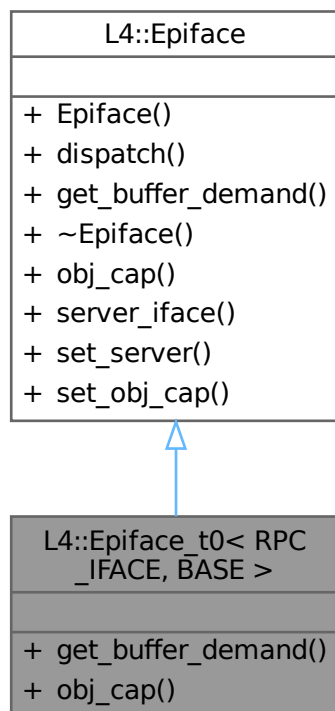 L4::Epiface
+ Epiface()
+ dispatch()
+ get_buffer_demand()
+ ~Epiface()
+ obj_cap()
+ server_iface()
+ set_server()
+ set_obj_cap()
L4::Epiface_t0< RPC
_IFACE, BASE >
+ get_buffer_demand()
+ obj_cap()